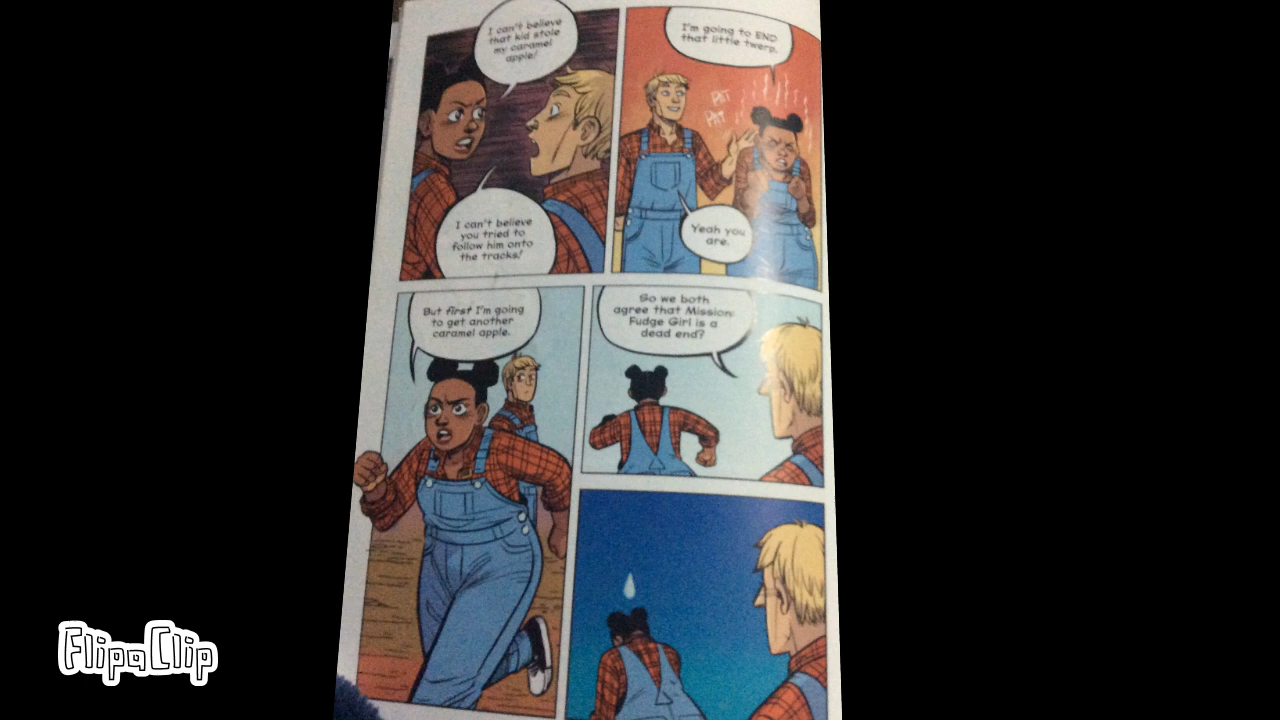 I can't believe
that kid stole
my caramel
apple!
I can't believe
you tried to
follow him onto
the tracks!
I'm going to END
that little twerp.
PAT
PAT
Yeah you
are.
But first I'm going
to get another
caramel apple.
So we both
agree that Mission:
Fudge Girl is a
dead end?
FlipaClip